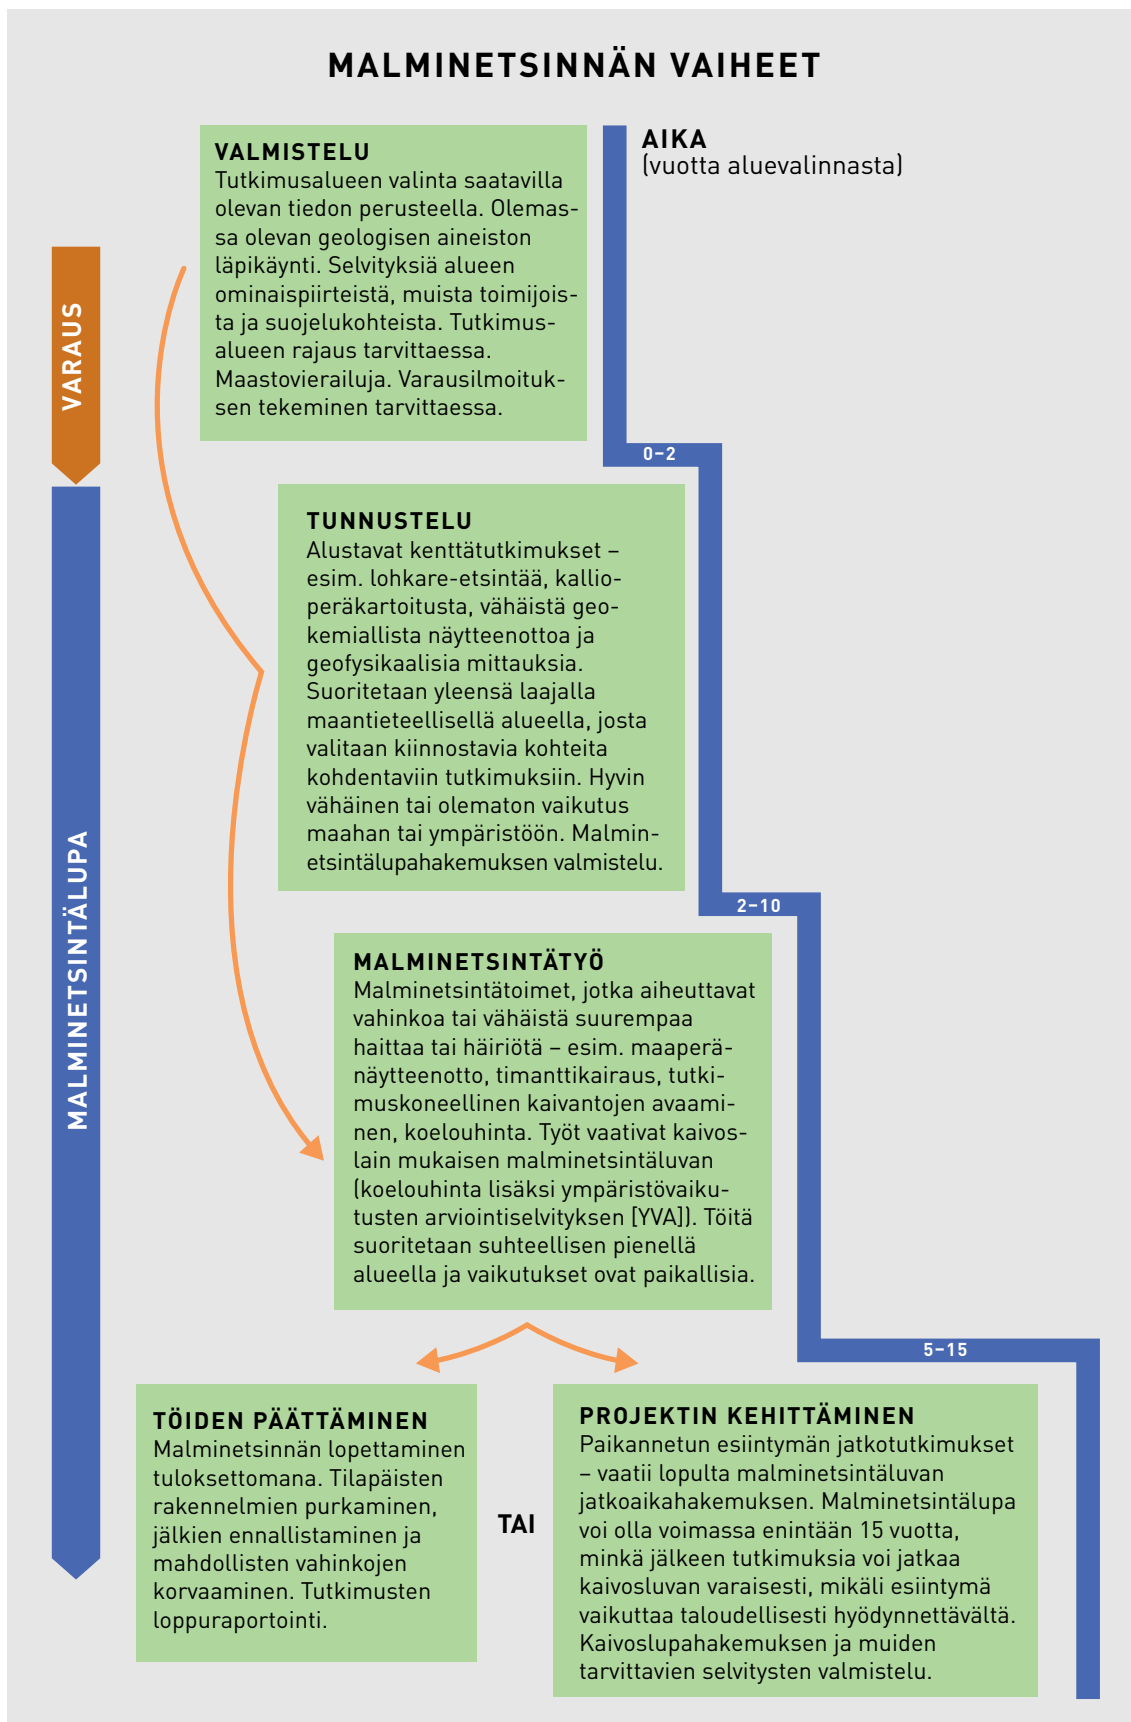 MALMINETSINNÄN VAIHEET
VALMISTELU
Tutkimusalueen valinta saatavilla
olevan tiedon perusteella. Olemas-
sa olevan geologisen aineiston
läpikäynti. Selvityksiä alueen
ominaispiirteistä, muista toimijois-
ta ja suojelukohteista. Tutkimus-
alueen rajaus tarvittaessa.
Maastovierailuja. Varausilmoituk-
sen tekeminen tarvittaessa.
AIKA
(vuotta aluevalinnasta)
VARAUS
0–2
TUNNUSTELU
Alustavat kenttätutkimukset –
esim. lohkare-etsintää, kallio-
peräkartoitusta, vähäistä geo-
kemiallista näytteenottoa ja
geofysikaalisia mittauksia.
Suoritetaan yleensä laajalla
maantieteellisellä alueella, josta
valitaan kiinnostavia kohteita
kohdentaviin tutkimuksiin. Hyvin
vähäinen tai olematon vaikutus
maahan tai ympäristöön. Malmin-
etsintälupahakemuksen valmistelu.
MALMINETSINTÄLUPA
2–10
MALMINETSINTÄTYÖ
Malminetsintätoimet, jotka aiheuttavat
vahinkoa tai vähäistä suurempaa
haittaa tai häiriötä – esim. maaperä-
näytteenotto, timanttikairaus, tutki-
muskoneellinen kaivantojen avaami-
nen, koelouhinta. Työt vaativat kaivos-
lain mukaisen malminetsintäluvan
(koelouhinta lisäksi ympäristövaiku-
tusten arviointiselvityksen [YVA]). Töitä
suoritetaan suhteellisen pienellä
alueella ja vaikutukset ovat paikallisia.
5–15
TÖIDEN PÄÄTTÄMINEN
Malminetsinnän lopettaminen
tuloksettomana. Tilapäisten
rakennelmien purkaminen,
jälkien ennallistaminen ja
mahdollisten vahinkojen
korvaaminen. Tutkimusten
loppuraportointi.
TAI
PROJEKTIN KEHITTÄMINEN
Paikannetun esiintymän jatkotutkimukset
– vaatii lopulta malminetsintäluvan
jatkoaikahakemuksen. Malminetsintälupa
voi olla voimassa enintään 15 vuotta,
minkä jälkeen tutkimuksia voi jatkaa
kaivosluvan varaisesti, mikäli esiintymä
vaikuttaa taloudellisesti hyödynnettävältä.
Kaivoslupahakemuksen ja muiden
tarvittavien selvitysten valmistelu.